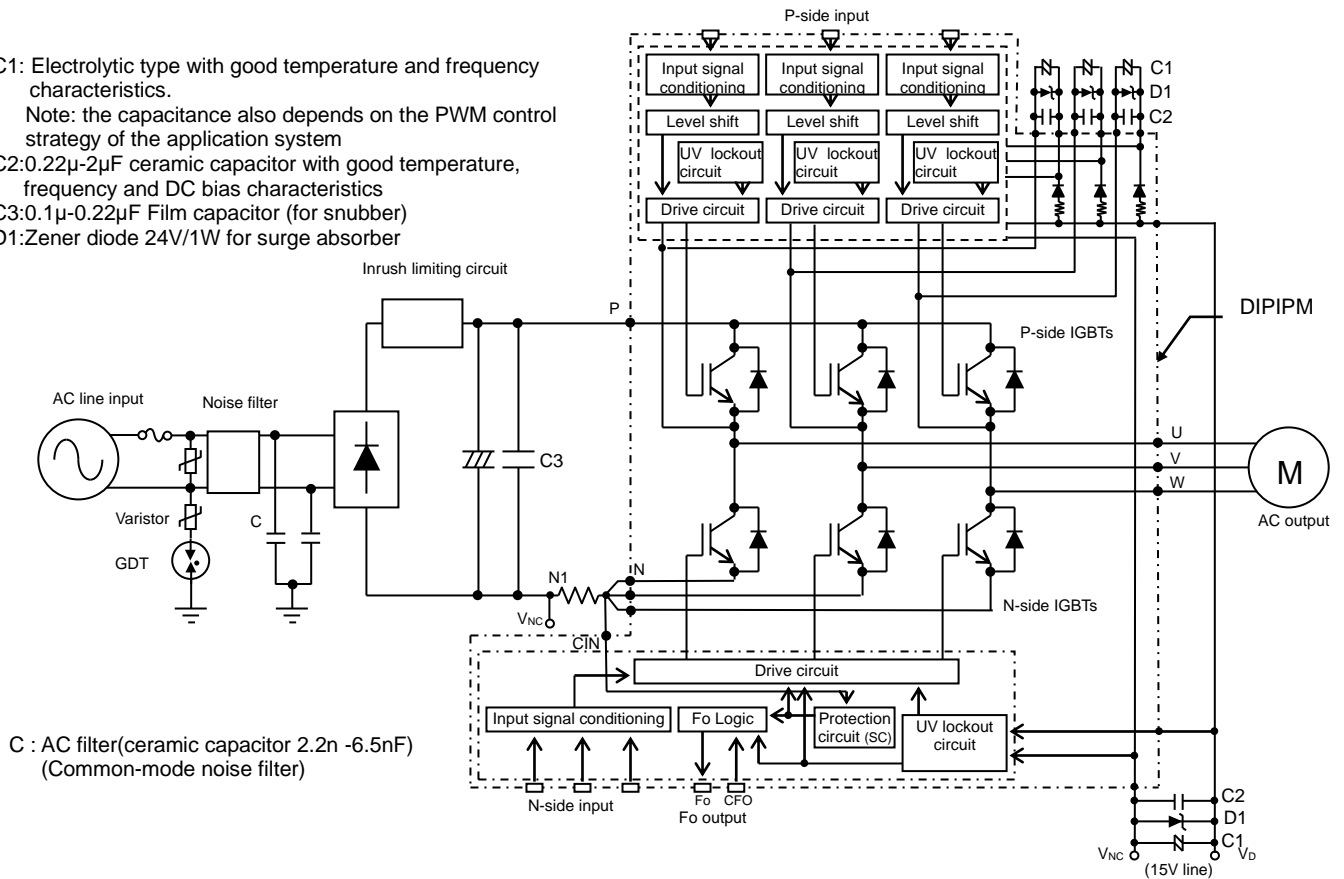 P-side input
C1: Electrolytic type with good temperature and frequency
characteristics.
Note: the capacitance also depends on the PWM control
strategy of the application system
C2:0.22μ-2μF ceramic capacitor with good temperature,
frequency and DC bias characteristics
C3:0.1μ-0.22μF Film capacitor (for snubber)
D1:Zener diode 24V/1W for surge absorber
Input signal
conditioning
Input signal
conditioning
Input signal
conditioning
Level shift
Level shift
Level shift
UV lockout
circuit
UV lockout
circuit
UV lockout
circuit
Drive circuit
Drive circuit
Drive circuit
C1
D1
C2
Inrush limiting circuit
P
P-side IGBTs
DIPIPM
AC line input
Noise filter
C3
U
V
W
M
AC output
Varistor
C
GDT
N1
N
VNC
CIN
N-side IGBTs
Drive circuit
Input signal conditioning
Fo Logic
Protection
circuit (SC)
UV lockout
circuit
C : AC filter(ceramic capacitor 2.2n -6.5nF)
(Common-mode noise filter)
N-side input
Fo
CFO
Fo output
C2
D1
C1
VNC
VD
(15V line)